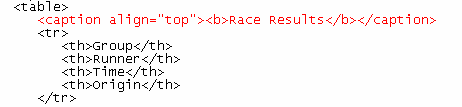 <table>
<caption align="top"><b>Race Results</b></caption>
<tr>
<th>Group</th>
<th>Runner</th>
<th>Time</th>
<th>Origin</th>
</tr>